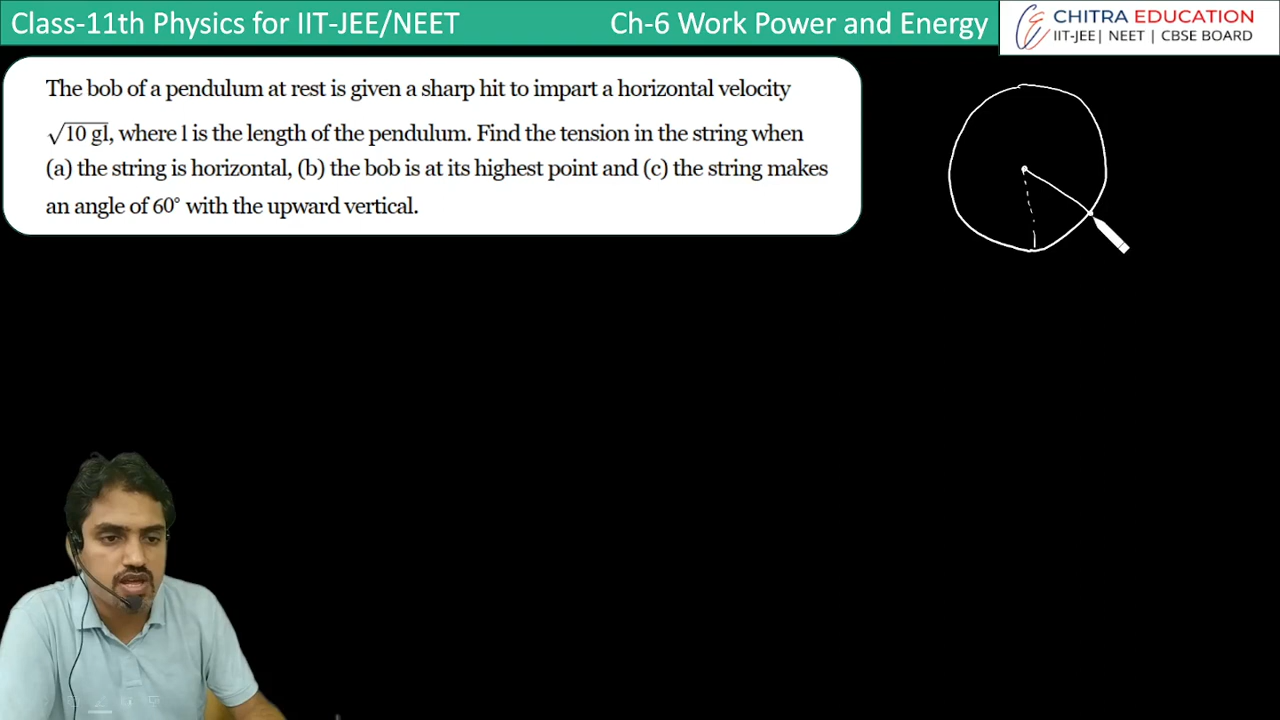 Class-11th Physics for IIT-JEE/NEET
Ch-6 Work Power and Energy
CHITRA EDUCATION
IIT-JEE| NEET | CBSE BOARD
The bob of a pendulum at rest is given a sharp hit to impart a horizontal velocity
√10 gl, where l is the length of the pendulum. Find the tension in the string when
(a) the string is horizontal, (b) the bob is at its highest point and (c) the string makes
an angle of 60° with the upward vertical.